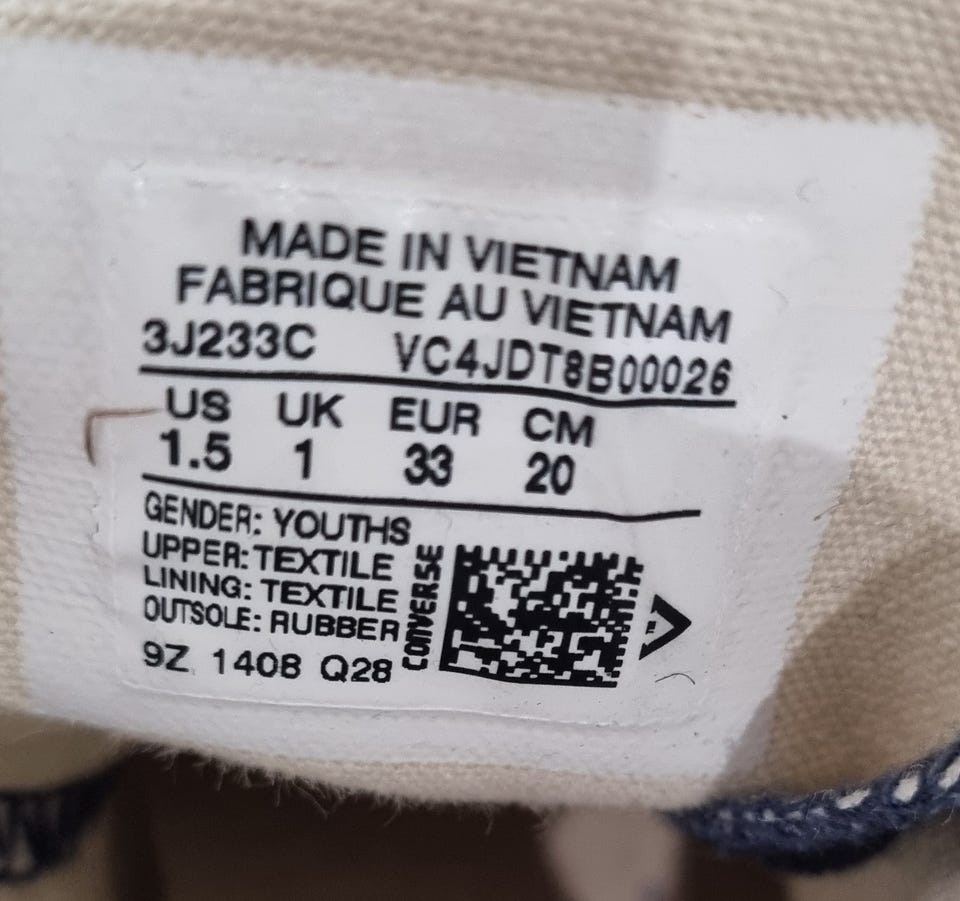 MADE IN VIETNAM
FABRIQUE AU VIETNAM
3J233C VC4JDT8B00026
US UK EUR CM
1.5 1 33 20
GENDER: YOUTHS
UPPER: TEXTILE
LINING: TEXTILE
OUTSOLE: RUBBER
9Z 1408 Q28
CONVERSE